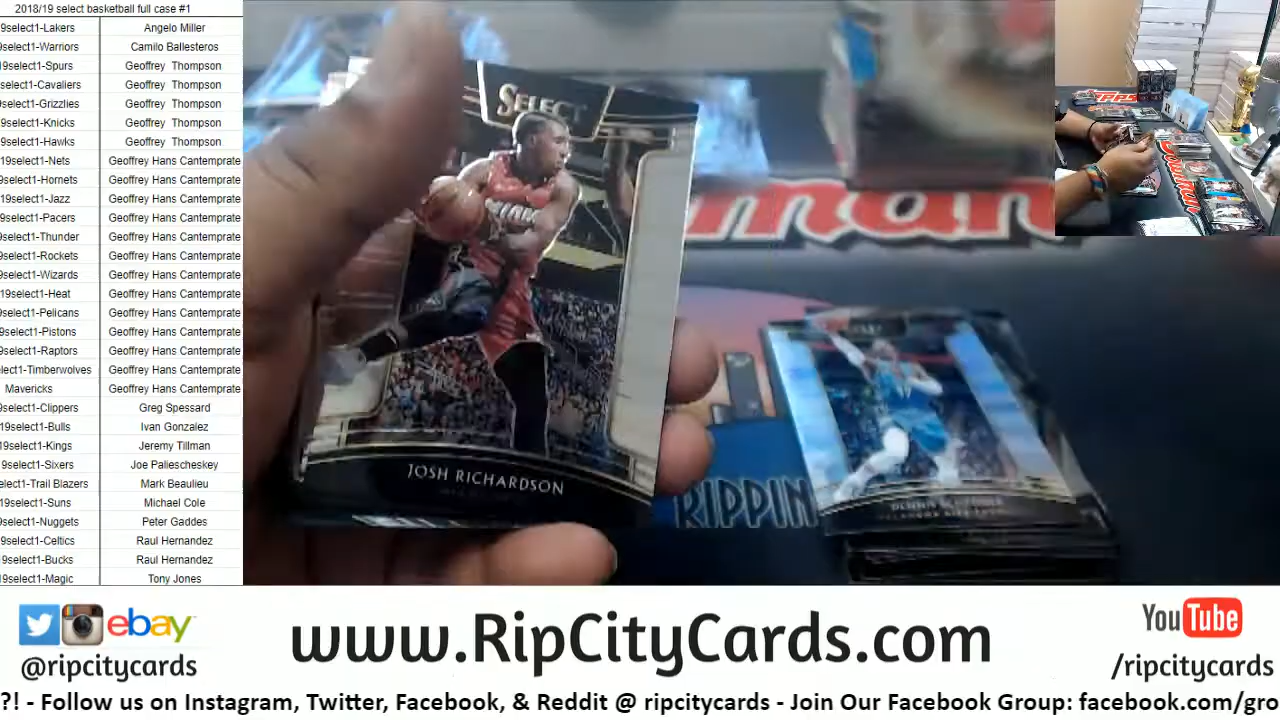 2018/19 select basketball full case #1
9select1-Lakers Angelo Miller
9select1-Warriors Camilo Ballesteros
19select1-Spurs Geoffrey Thompson
select1-Cavaliers Geoffrey Thompson
9select1-Grizzlies Geoffrey Thompson
9select1-Knicks Geoffrey Thompson
9select1-Hawks Geoffrey Thompson
19select1-Nets Geoffrey Hans Cantemprate
9select1-Hornets Geoffrey Hans Cantemprate
19select1-Jazz Geoffrey Hans Cantemprate
9select1-Pacers Geoffrey Hans Cantemprate
9select1-Thunder Geoffrey Hans Cantemprate
9select1-Rockets Geoffrey Hans Cantemprate
9select1-Wizards Geoffrey Hans Cantemprate
19select1-Heat Geoffrey Hans Cantemprate
9select1-Pelicans Geoffrey Hans Cantemprate
9select1-Pistons Geoffrey Hans Cantemprate
9select1-Raptors Geoffrey Hans Cantemprate
lect1-Timberwolves Geoffrey Hans Cantemprate
Mavericks Geoffrey Hans Cantemprate
9select1-Clippers Greg Spessard
19select1-Bulls Ivan Gonzalez
19select1-Kings Jeremy Tillman
9select1-Sixers Joe Paliescheskey
elect1-Trail Blazers Mark Beaulieu
19select1-Suns Michael Cole
9select1-Nuggets Peter Gaddes
9select1-Celtics Raul Hernandez
9select1-Bucks Raul Hernandez
19select1-Magic Tony Jones
SELECT
JOSH RICHARDSON
man
RIPPIN
TOPPS
Bowman
ebay
@ripcitycards
www.RipCityCards.com
YouTube
/ripcitycards
?! - Follow us on Instagram, Twitter, Facebook, & Reddit @ ripcitycards - Join Our Facebook Group: facebook.com/gro